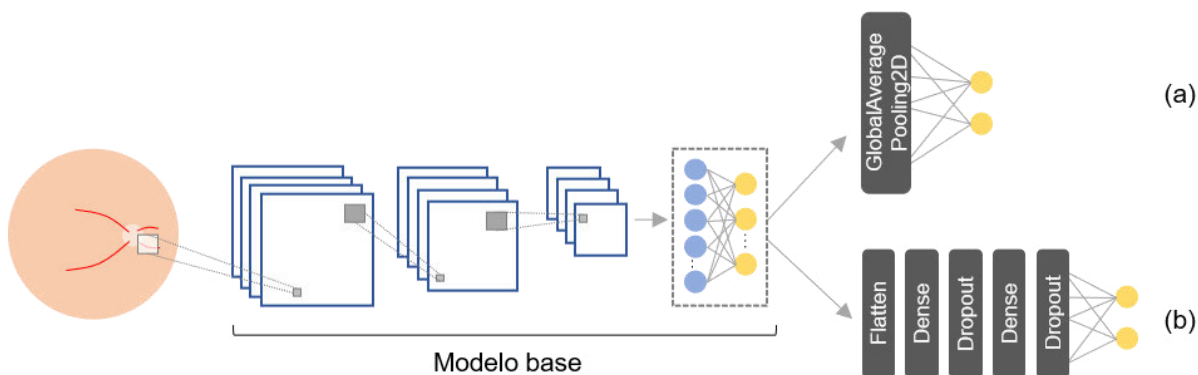 GlobalAverage
Pooling2D
(a)
Flatten
Dense
Dropout
Dense
Dropout
(b)
Modelo base